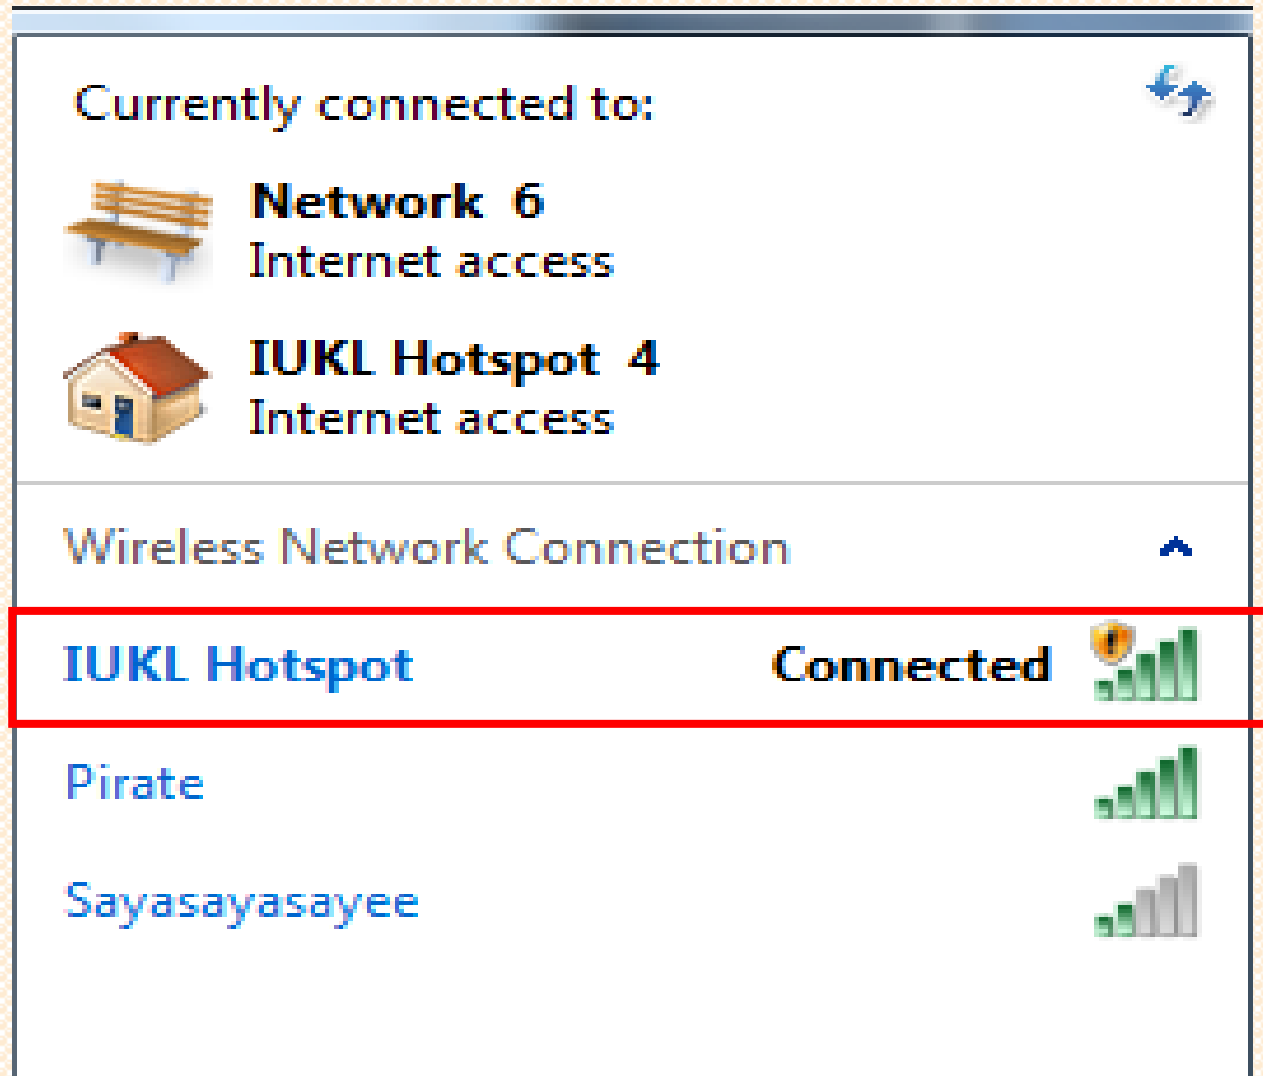 Currently connected to:
Network 6
Internet access
IUKL Hotspot 4
Internet access
Wireless Network Connection
IUKL Hotspot Connected
Pirate
Sayasayasayee